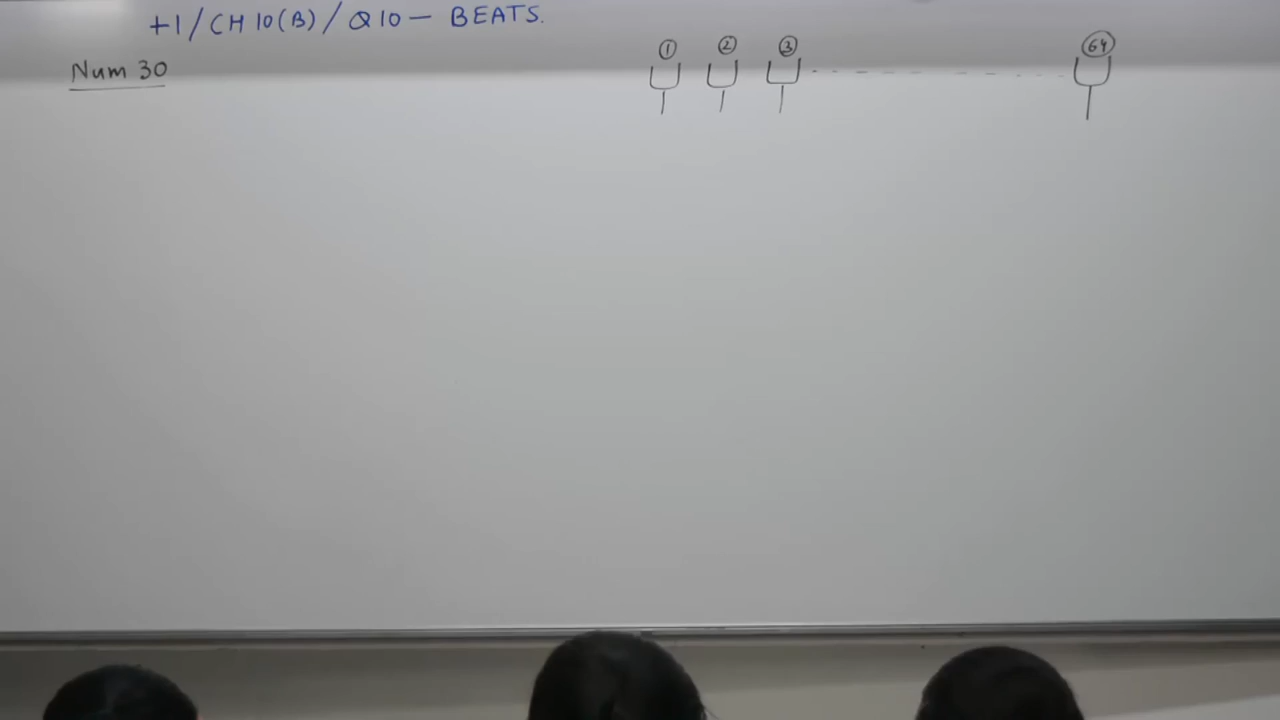 +1/CH 10(B)/Q10 — BEATS.
Num 30
① ② ③ - - - - - - 64